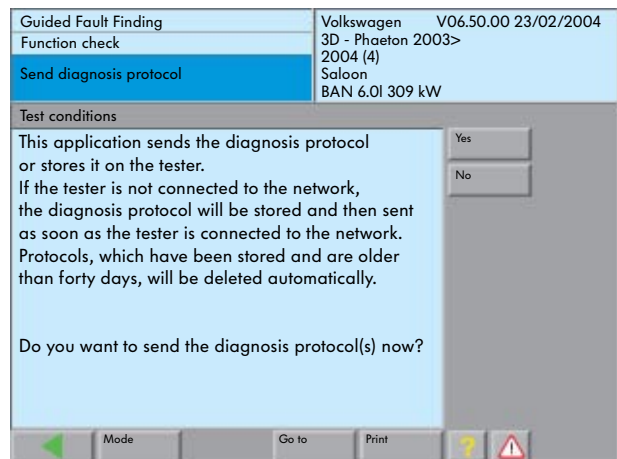 Guided Fault Finding
Function check
Send diagnosis protocol
Volkswagen V06.50.00 23/02/2004
3D - Phaeton 2003>
2004 (4)
Saloon
BAN 6.0l 309 kW
Test conditions
This application sends the diagnosis protocol
or stores it on the tester.
If the tester is not connected to the network,
the diagnosis protocol will be stored and then sent
as soon as the tester is connected to the network.
Protocols, which have been stored and are older
than forty days, will be deleted automatically.
Do you want to send the diagnosis protocol(s) now?
Yes
No
Mode
Go to
Print
?